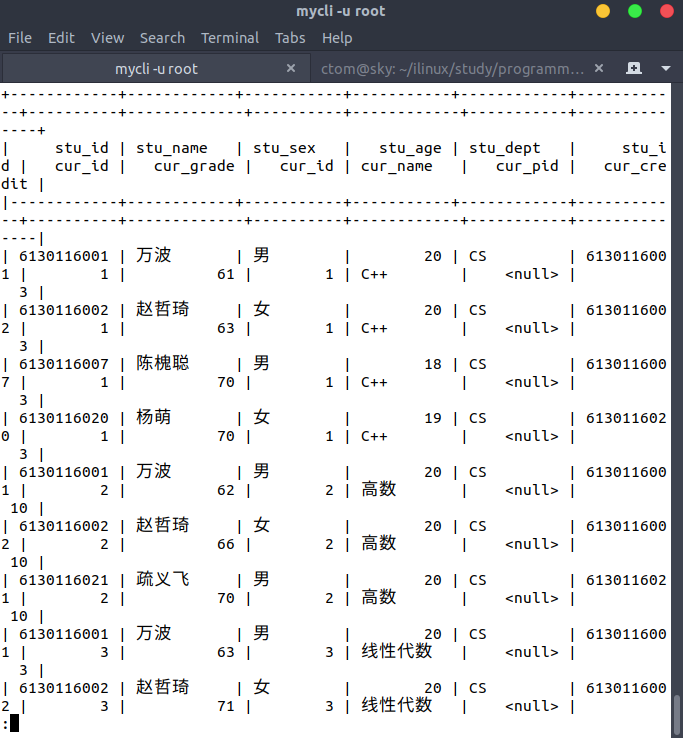 mycli -u root
File Edit View Search Terminal Tabs Help
mycli -u root × ctom@sky: ~/ilinux/study/programm… ×
+------------+------------+-----------+-----------+------------+----------
--+-----------+-------------+----------+------------+-----------+----------
----+
|     stu_id | stu_name   | stu_sex   |   stu_age | stu_dept   |     stu_i
d |   cur_id |   cur_grade |   cur_id | cur_name   |   cur_pid |   cur_cre
dit |
|------------+------------+-----------+-----------+------------+----------
--+-----------+-------------+----------+------------+-----------+----------
----|
| 6130116001 | 万波       | 男        |        20 | CS         | 613011600
1 |        1 |          61 |        1 | C++        |    <null> |
  3 |
| 6130116002 | 赵哲琦     | 女        |        20 | CS         | 613011600
2 |        1 |          63 |        1 | C++        |    <null> |
  3 |
| 6130116007 | 陈槐聪     | 男        |        18 | CS         | 613011600
7 |        1 |          70 |        1 | C++        |    <null> |
  3 |
| 6130116020 | 杨萌       | 女        |        19 | CS         | 613011602
0 |        1 |          70 |        1 | C++        |    <null> |
  3 |
| 6130116001 | 万波       | 男        |        20 | CS         | 613011600
1 |        2 |          62 |        2 | 高数       |    <null> |
 10 |
| 6130116002 | 赵哲琦     | 女        |        20 | CS         | 613011600
2 |        2 |          66 |        2 | 高数       |    <null> |
 10 |
| 6130116021 | 疏义飞     | 男        |        20 | CS         | 613011602
1 |        2 |          70 |        2 | 高数       |    <null> |
 10 |
| 6130116001 | 万波       | 男        |        20 | CS         | 613011600
1 |        3 |          63 |        3 | 线性代数   |    <null> |
  3 |
| 6130116002 | 赵哲琦     | 女        |        20 | CS         | 613011600
2 |        3 |          71 |        3 | 线性代数   |    <null> |
: